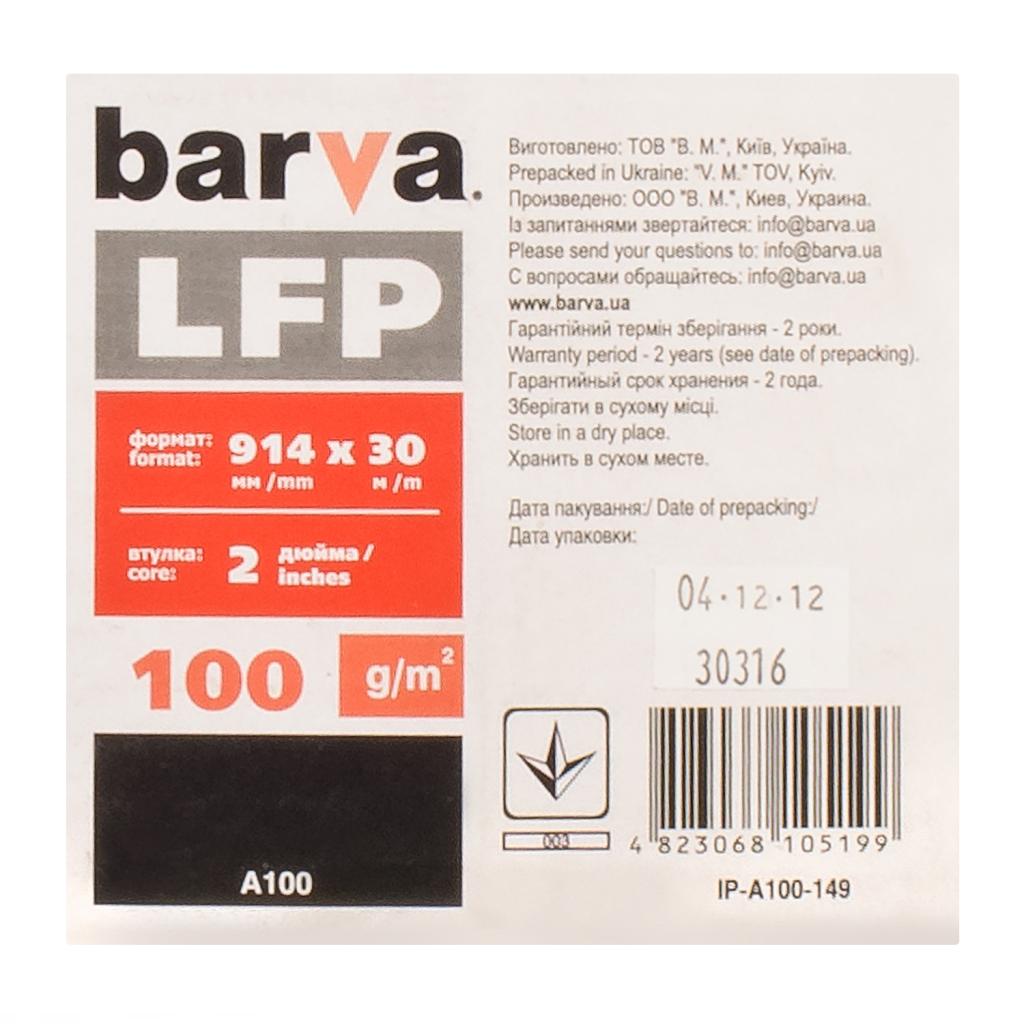 barva.
LFP
формат: 914 x 30
format: мм /mm м /m
втулка: 2 дюйма /
core: inches
100 g/m²
A100
Виготовлено: ТОВ "В. М.", Київ, Україна.
Prepacked in Ukraine: "V. M." TOV, Kyiv.
Произведено: ООО "В. М.", Киев, Украина.
Із запитаннями звертайтеся: info@barva.ua
Please send your questions to: info@barva.ua
С вопросами обращайтесь: info@barva.ua
www.barva.ua
Гарантійний термін зберігання - 2 роки.
Warranty period - 2 years (see date of prepacking).
Гарантийный срок хранения - 2 года.
Зберігати в сухому місці.
Store in a dry place.
Хранить в сухом месте.
Дата пакування:/ Date of prepacking:/
Дата упаковки:
04·12·12
30316
003
4 823068 105199
IP-A100-149